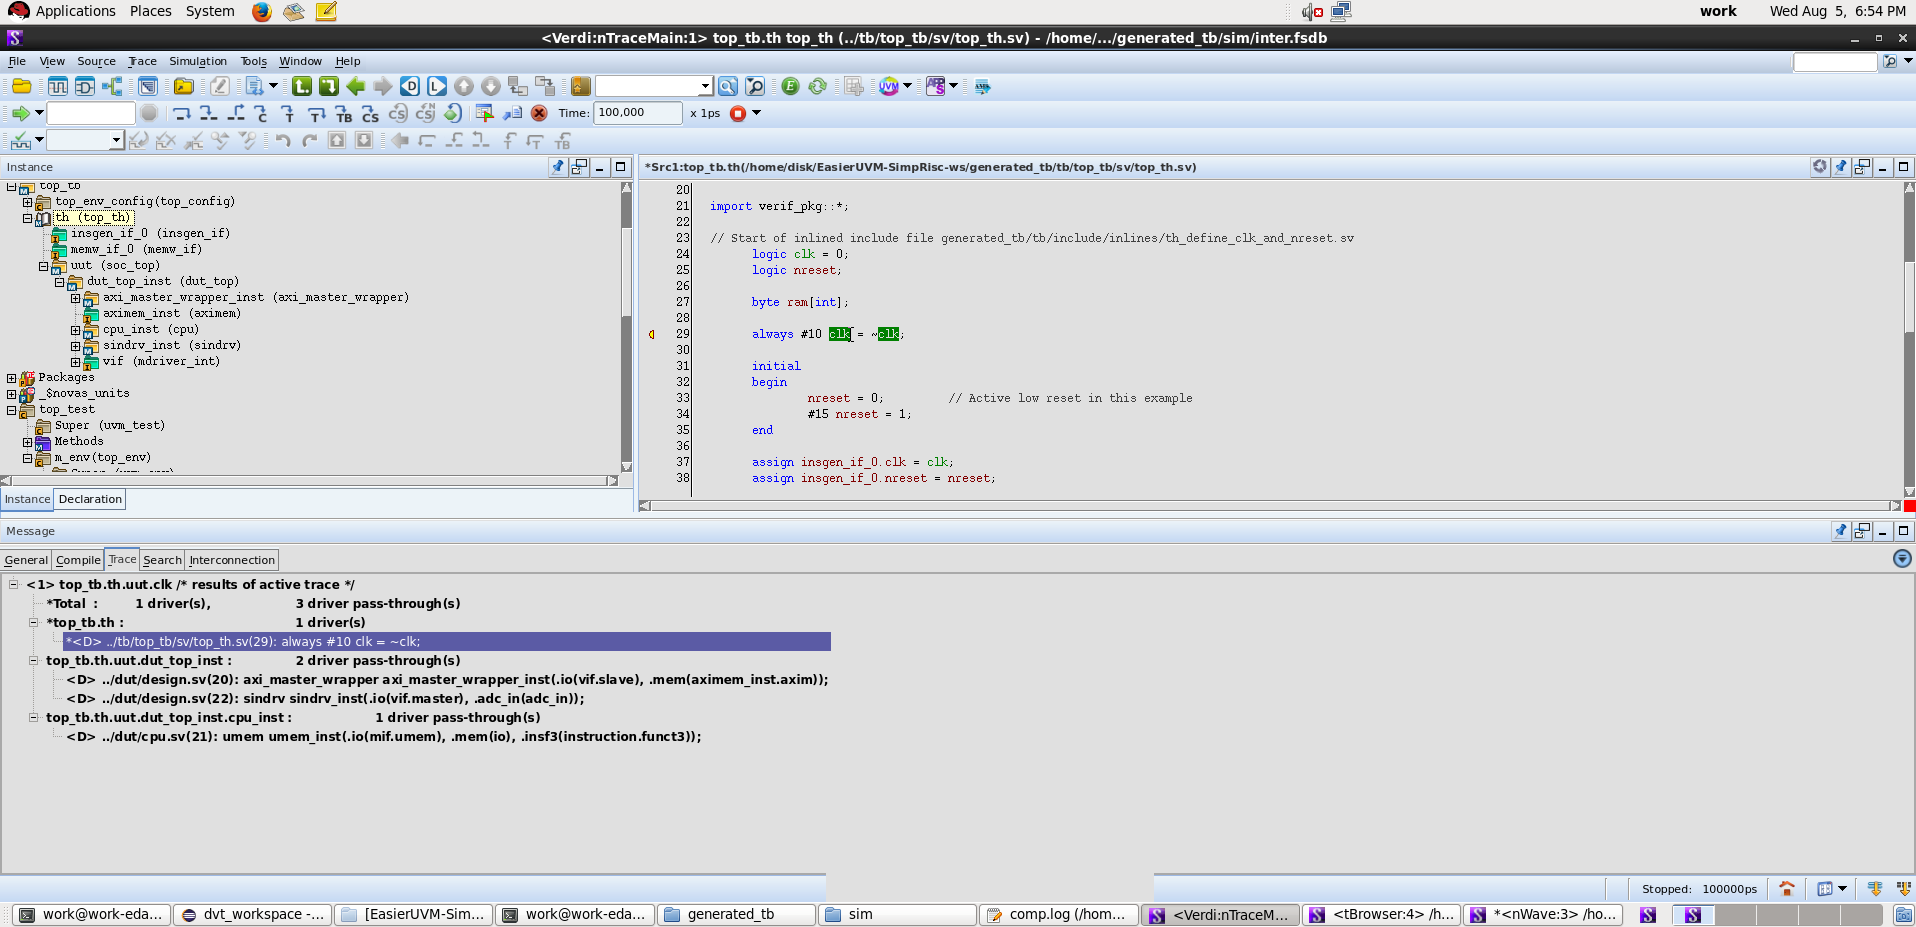 Applications Places System
work Wed Aug 5, 6:54 PM
<Verdi:nTraceMain:1> top_tb.th top_th (../tb/top_tb/sv/top_th.sv) - /home/.../generated_tb/sim/inter.fsdb
File View Source Trace Simulation Tools Window Help
Time: 100,000 x 1ps
Instance
top_tb
top_env_config(top_config)
th (top_th)
insgen_if_0 (insgen_if)
memw_if_0 (memw_if)
uut (soc_top)
dut_top_inst (dut_top)
axi_master_wrapper_inst (axi_master_wrapper)
aximem_inst (aximem)
cpu_inst (cpu)
sindrv_inst (sindrv)
vif (mdriver_int)
Packages
_$novas_units
top_test
Super (uvm_test)
Methods
m_env(top_env)
Instance Declaration
*Src1:top_tb.th(/home/disk/EasierUVM-SimpRisc-ws/generated_tb/tb/top_tb/sv/top_th.sv)
20
21 import verif_pkg::*;
22
23 // Start of inlined include file generated_tb/tb/include/inlines/th_define_clk_and_nreset.sv
24 logic clk = 0;
25 logic nreset;
26
27 byte ram[int];
28
29 always #10 clk = ~clk;
30
31 initial
32 begin
33 nreset = 0; // Active low reset in this example
34 #15 nreset = 1;
35 end
36
37 assign insgen_if_0.clk = clk;
38 assign insgen_if_0.nreset = nreset;
Message
General Compile Trace Search Interconnection
<1> top_tb.th.uut.clk /* results of active trace */
*Total : 1 driver(s), 3 driver pass-through(s)
*top_tb.th : 1 driver(s)
*<D> ../tb/top_tb/sv/top_th.sv(29): always #10 clk = ~clk;
top_tb.th.uut.dut_top_inst : 2 driver pass-through(s)
<D> ../dut/design.sv(20): axi_master_wrapper axi_master_wrapper_inst(.io(vif.slave), .mem(aximem_inst.axim));
<D> ../dut/design.sv(22): sindrv sindrv_inst(.io(vif.master), .adc_in(adc_in));
top_tb.th.uut.dut_top_inst.cpu_inst : 1 driver pass-through(s)
<D> ../dut/cpu.sv(21): umem umem_inst(.io(mif.umem), .mem(io), .insf3(instruction.funct3));
Stopped: 100000ps
work@work-eda... dvt_workspace -... [EasierUVM-Sim... work@work-eda... generated_tb sim comp.log (/hom... <Verdi:nTraceM... <tBrowser:4> /h... *<nWave:3> /ho...